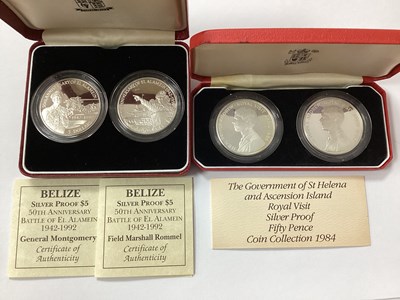 BELIZE
SILVER PROOF $5
50TH ANNIVERSARY
BATTLE OF EL ALAMEIN
1942-1992
General Montgomery
Certificate of
Authenticity
BELIZE
SILVER PROOF $5
50TH ANNIVERSARY
BATTLE OF EL ALAMEIN
1942-1992
Field Marshall Rommel
Certificate of
Authenticity
The Government of St Helena
and Ascension Island
Royal Visit
Silver Proof
Fifty Pence
Coin Collection 1984